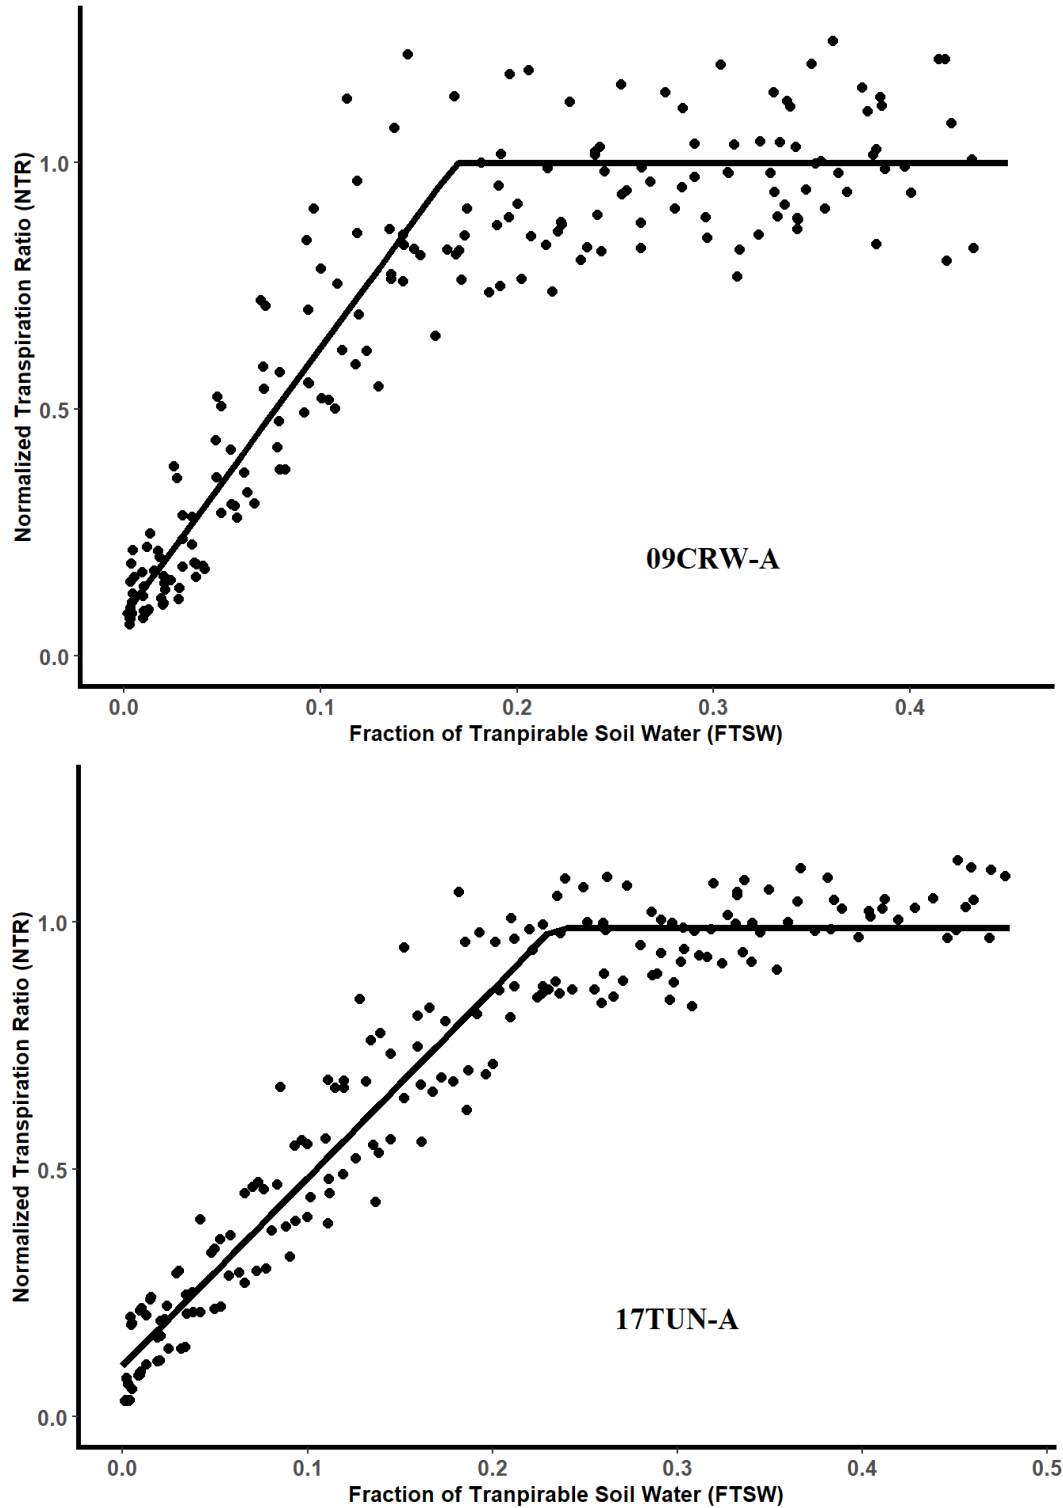 Normalized Transpiration Ratio (NTR)
1.0
0.5
0.0
09CRW-A
0.0 0.1 0.2 0.3 0.4
Fraction of Tranpirable Soil Water (FTSW)
Normalized Transpiration Ratio (NTR)
1.0
0.5
0.0
17TUN-A
0.0 0.1 0.2 0.3 0.4 0.5
Fraction of Tranpirable Soil Water (FTSW)